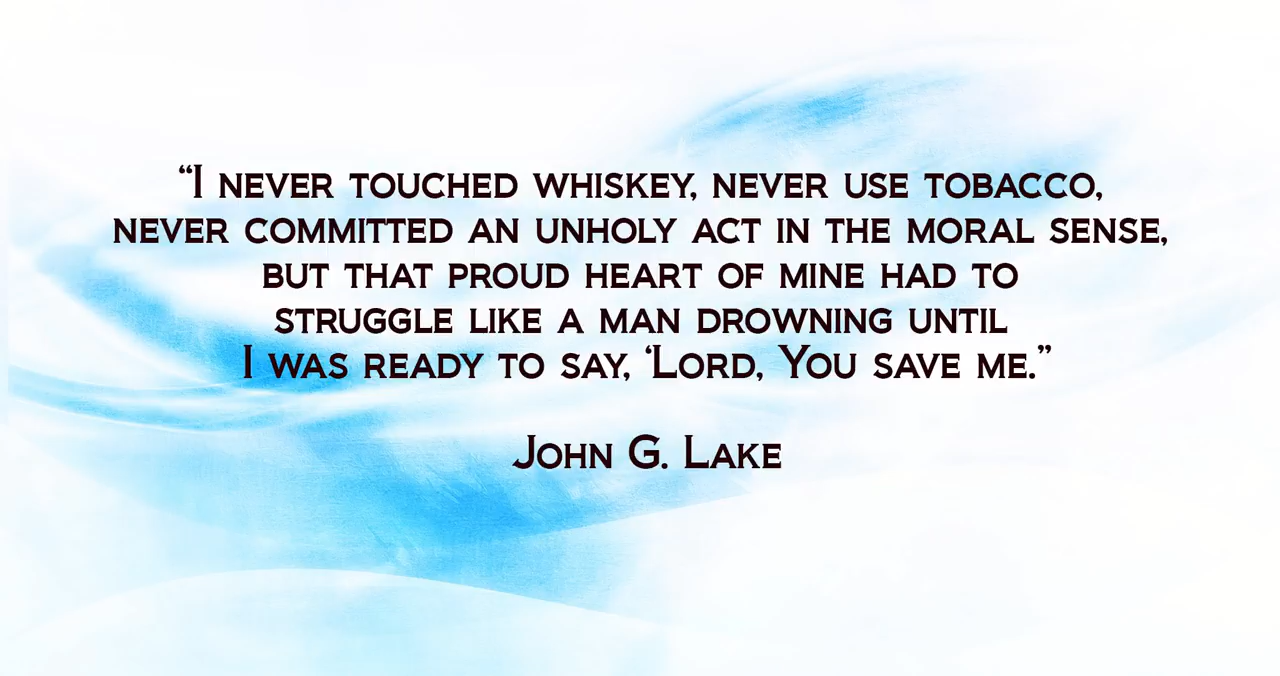 “I never touched whiskey, never use tobacco,
never committed an unholy act in the moral sense,
but that proud heart of mine had to
struggle like a man drowning until
I was ready to say, ‘Lord, You save me.”
John G. Lake